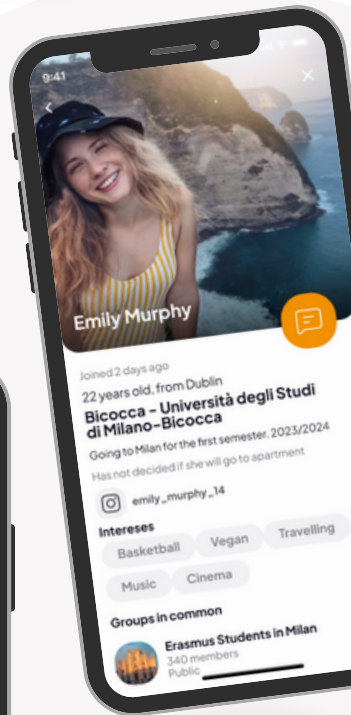 9:41
Emily Murphy
Joined 2 days ago
22 years old, from Dublin
Bicocca - Università degli Studi
di Milano-Bicocca
Going to Milan for the first semester, 2023/2024
Has not decided if she will go to apartment
emily_murphy_14
Intereses
Basketball Vegan Travelling
Music Cinema
Groups in common
Erasmus Students in Milan
340 members
Public